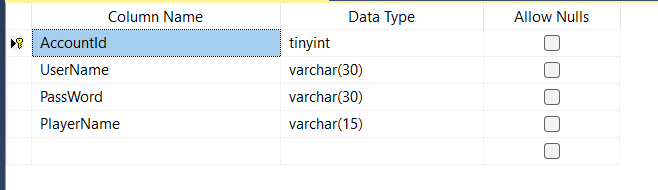 Column Name Data Type Allow Nulls
AccountId tinyint
UserName varchar(30)
PassWord varchar(30)
PlayerName varchar(15)